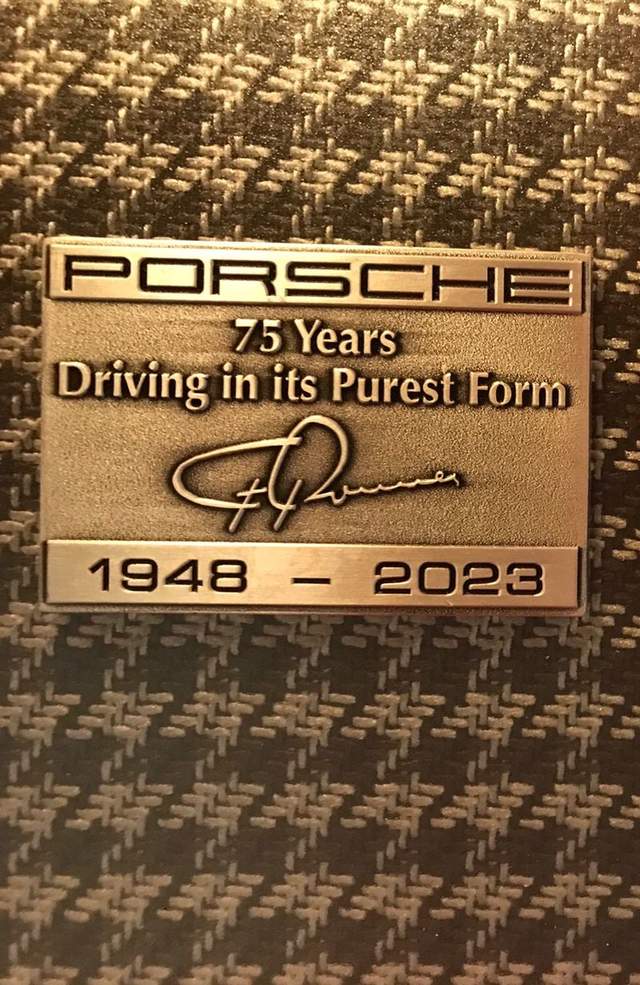 PORSCHE
75 Years
Driving in its Purest Form
1948 – 2023